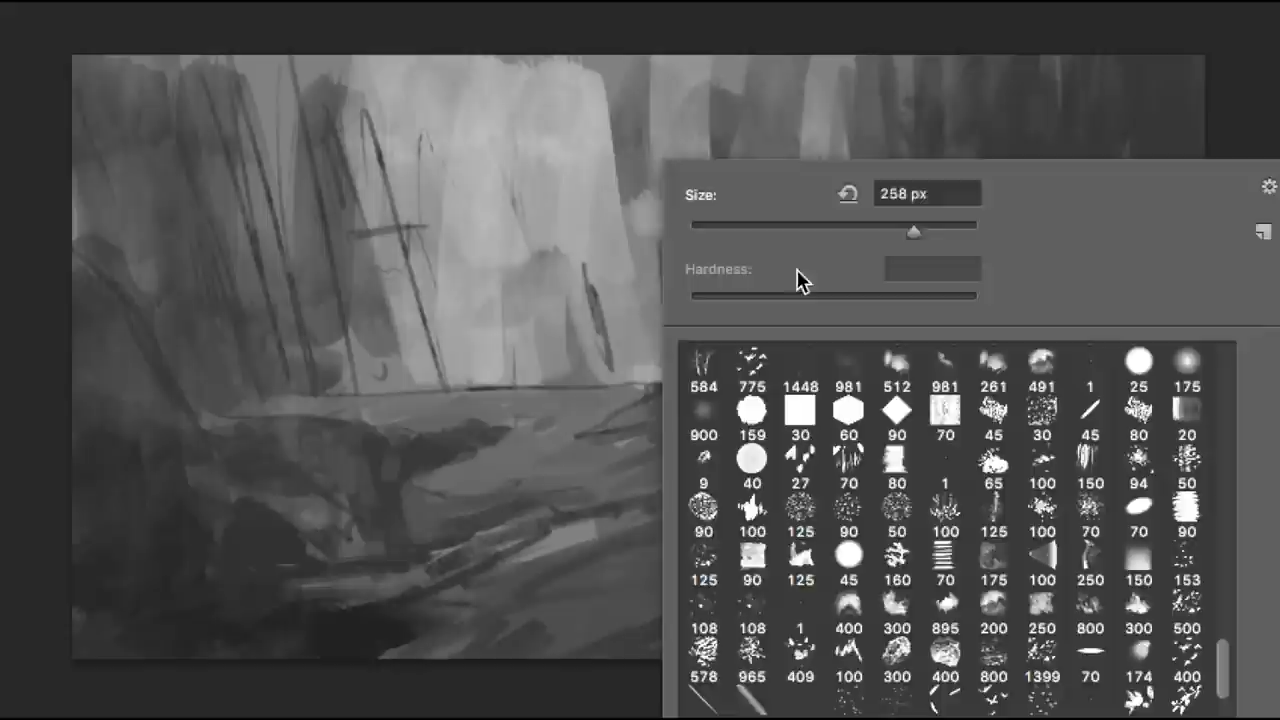 Size:
258 px
Hardness:
584 775 1448 981 512 981 261 491 1 25 175
900 159 30 60 90 70 45 30 45 80 20
9 40 27 70 80 1 65 100 150 94 50
90 100 125 90 50 100 125 100 70 70 90
125 90 125 45 160 70 175 100 250 150 153
108 108 1 400 300 895 200 250 800 300 500
578 965 409 100 300 400 800 1399 70 174 400